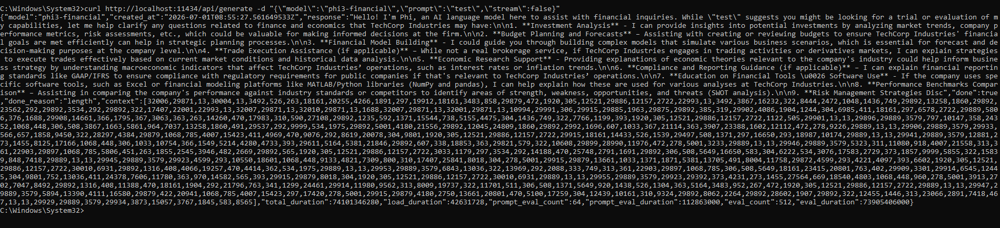 C:\Windows\System32>curl http://localhost:11434/api/generate -d "{\"model\":\"phi3-financial\",\"prompt\":\"test\",\"stream\":false}"
{"model":"phi3-financial","created_at":"2026-07-01T08:55:27.561649533Z","response":"Hello! I'm Phi, an AI language model here to assist with financial inquiries. While \"test\" suggests you might be looking for a trial or evaluation of m
y capabilities, let me help clarify any questions related to finance and economics that TechCorp Industries may have:\n\n1. **Investment Analysis** - I can provide insights into potential investments by analyzing market trends, company p
erformance metrics, risk assessments, etc., which could be valuable for making informed decisions at the firm.\n\n2. **Budget Planning and Forecasts** – Assisting with creating or reviewing budgets to ensure TechCorp Industries' financia
l goals are met efficiently can help in strategic planning processes.\n\n3. **Financial Model Building** - I could guide you through building complex models that simulate various business scenarios, which is essential for forecast and de
cision-making purposes at the company level.\n\n4. **Trade Execution Assistance (if applicable)** – While not a real brokerage service, if TechCorp Industries engages in trading activities or derivatives markets, I can explain strategies
 to execute trades effectively based on current market conditions and historical data analysis.\n\n5. **Economic Research Support** - Providing explanations of economic theories relevant to the company's industry could help inform busine
ss strategy by understanding macroeconomic indicators that affect TechCorp Industries’ operations, such as interest rates or inflation trends.\n\n6. **Compliance and Reporting Guidance (if applicable)** – I can explain financial reportin
g standards like GAAP/IFRS to ensure compliance with regulatory requirements for public companies if that's relevant to TechCorp Industries’ operations.\n\n7. **Education on Financial Tools \u0026 Software Use** - If the company uses spe
cific software tools, such as Excel or financial modeling platforms like MATLAB/Python libraries (NumPy and pandas), I can help explain how these are used for various analyses at TechCorp Industries.\n\n8. **Performance Benchmarks Compar
ison** – Assisting in comparing the company's performance against industry standards or competitors to identify areas of strength, weakness, opportunities, and threats (SWOT analysis).\n\n9. **Risk Management Strategies Disc","done":true
,"done_reason":"length","context":[32006,29871,13,30004,13,3492,526,263,18161,20255,4266,1891,297,19912,18161,3483,858,29879,472,1920,305,12521,29886,12157,2722,22993,13,3492,3867,16232,322,8444,2472,1048,1436,749,29892,13258,1860,29892,
23562,292,29892,3534,292,29892,322,17407,22001,22993,13,32007,29871,13,32010,29871,13,1688,32007,29871,13,32001,29871,13,10994,29991,306,29915,29885,1963,29875,29892,385,319,29902,4086,1904,1244,304,6985,411,18161,297,6578,2722,29889,580
6,376,1688,29908,14661,366,1795,367,3063,363,263,14260,470,17983,310,590,27108,29892,1235,592,1371,15544,738,5155,4475,304,1436,749,322,7766,1199,393,1920,305,12521,29886,12157,2722,1122,505,29901,13,13,29896,29889,3579,797,10147,358,243
52,1068,448,306,508,3867,1663,5861,964,7037,13258,1860,491,29537,292,9999,534,1975,29892,5001,4180,21556,29892,12045,24809,1860,29892,2992,1696,607,1033,367,21114,363,3907,23388,1602,12112,472,278,9226,29889,13,13,29906,29889,3579,29933,
566,657,1858,9450,322,28297,4384,29879,1068,785,4007,15423,411,4969,470,9076,292,8619,20078,304,9801,1920,305,12521,29886,12157,2722,29915,18161,14433,526,1539,29497,508,1371,297,16650,293,18987,10174,29889,13,13,29941,29889,3579,12881,2
73,1455,8125,17166,1068,448,306,1033,10754,366,1549,5214,4280,4733,393,29611,5164,5381,21846,29892,607,338,18853,363,29821,579,322,10608,29899,28990,11976,472,278,5001,3233,29889,13,13,29946,29889,3579,5323,311,11080,918,4007,21558,313,3
61,22903,29897,1068,785,5806,451,263,1855,2545,3946,482,2669,29892,565,1920,305,12521,29886,12157,2722,3033,1179,297,3534,292,14188,470,25748,2791,1691,29892,306,508,5649,16650,583,304,6222,534,3076,17583,2729,373,1857,9999,5855,322,1583
9,848,7418,29889,13,13,29945,29889,3579,29923,4599,293,10550,18601,1068,448,9133,4821,7309,800,310,17407,25841,8018,304,278,5001,29915,29879,13661,1033,1371,1871,5381,13705,491,8004,11758,29872,4599,293,4221,4097,393,6602,1920,305,12521,
29886,12157,2722,30010,6931,29892,1316,408,4066,19257,470,4414,362,534,1975,29889,13,13,29953,29889,3579,6843,13036,322,13969,292,2088,333,749,313,361,22903,29897,1068,785,306,508,5649,18161,23415,20801,763,402,29909,3301,29914,6545,1244
5,304,9801,752,13036,411,24378,7606,11780,363,970,14582,565,393,29915,29879,8018,304,1920,305,12521,29886,12157,2722,30010,6931,29889,13,13,29955,29889,3579,29923,29392,373,4231,273,1455,27564,669,18540,4803,1068,448,960,278,5001,3913,27
02,7047,8492,29892,1316,408,11388,470,18161,1904,292,21796,763,341,1299,24461,29914,11980,9562,313,8009,19737,322,11701,511,306,508,1371,5649,920,1438,526,1304,363,5164,3483,952,267,472,1920,305,12521,29886,12157,2722,29889,13,13,29947,2
9889,3579,5894,13390,4111,16580,29879,422,20941,1068,785,4007,15423,297,17420,278,5001,29915,29879,4180,2750,13661,20801,470,5100,17259,304,12439,10161,310,9324,29892,8062,2264,29892,28602,1907,29892,322,12455,1446,313,23066,2891,7418,46
7,13,13,29929,29889,3579,29934,3873,15057,3767,1845,583,8565],"total_duration":74101346280,"load_duration":42631728,"prompt_eval_count":64,"prompt_eval_duration":112863000,"eval_count":512,"eval_duration":73905406000}
C:\Windows\System32>